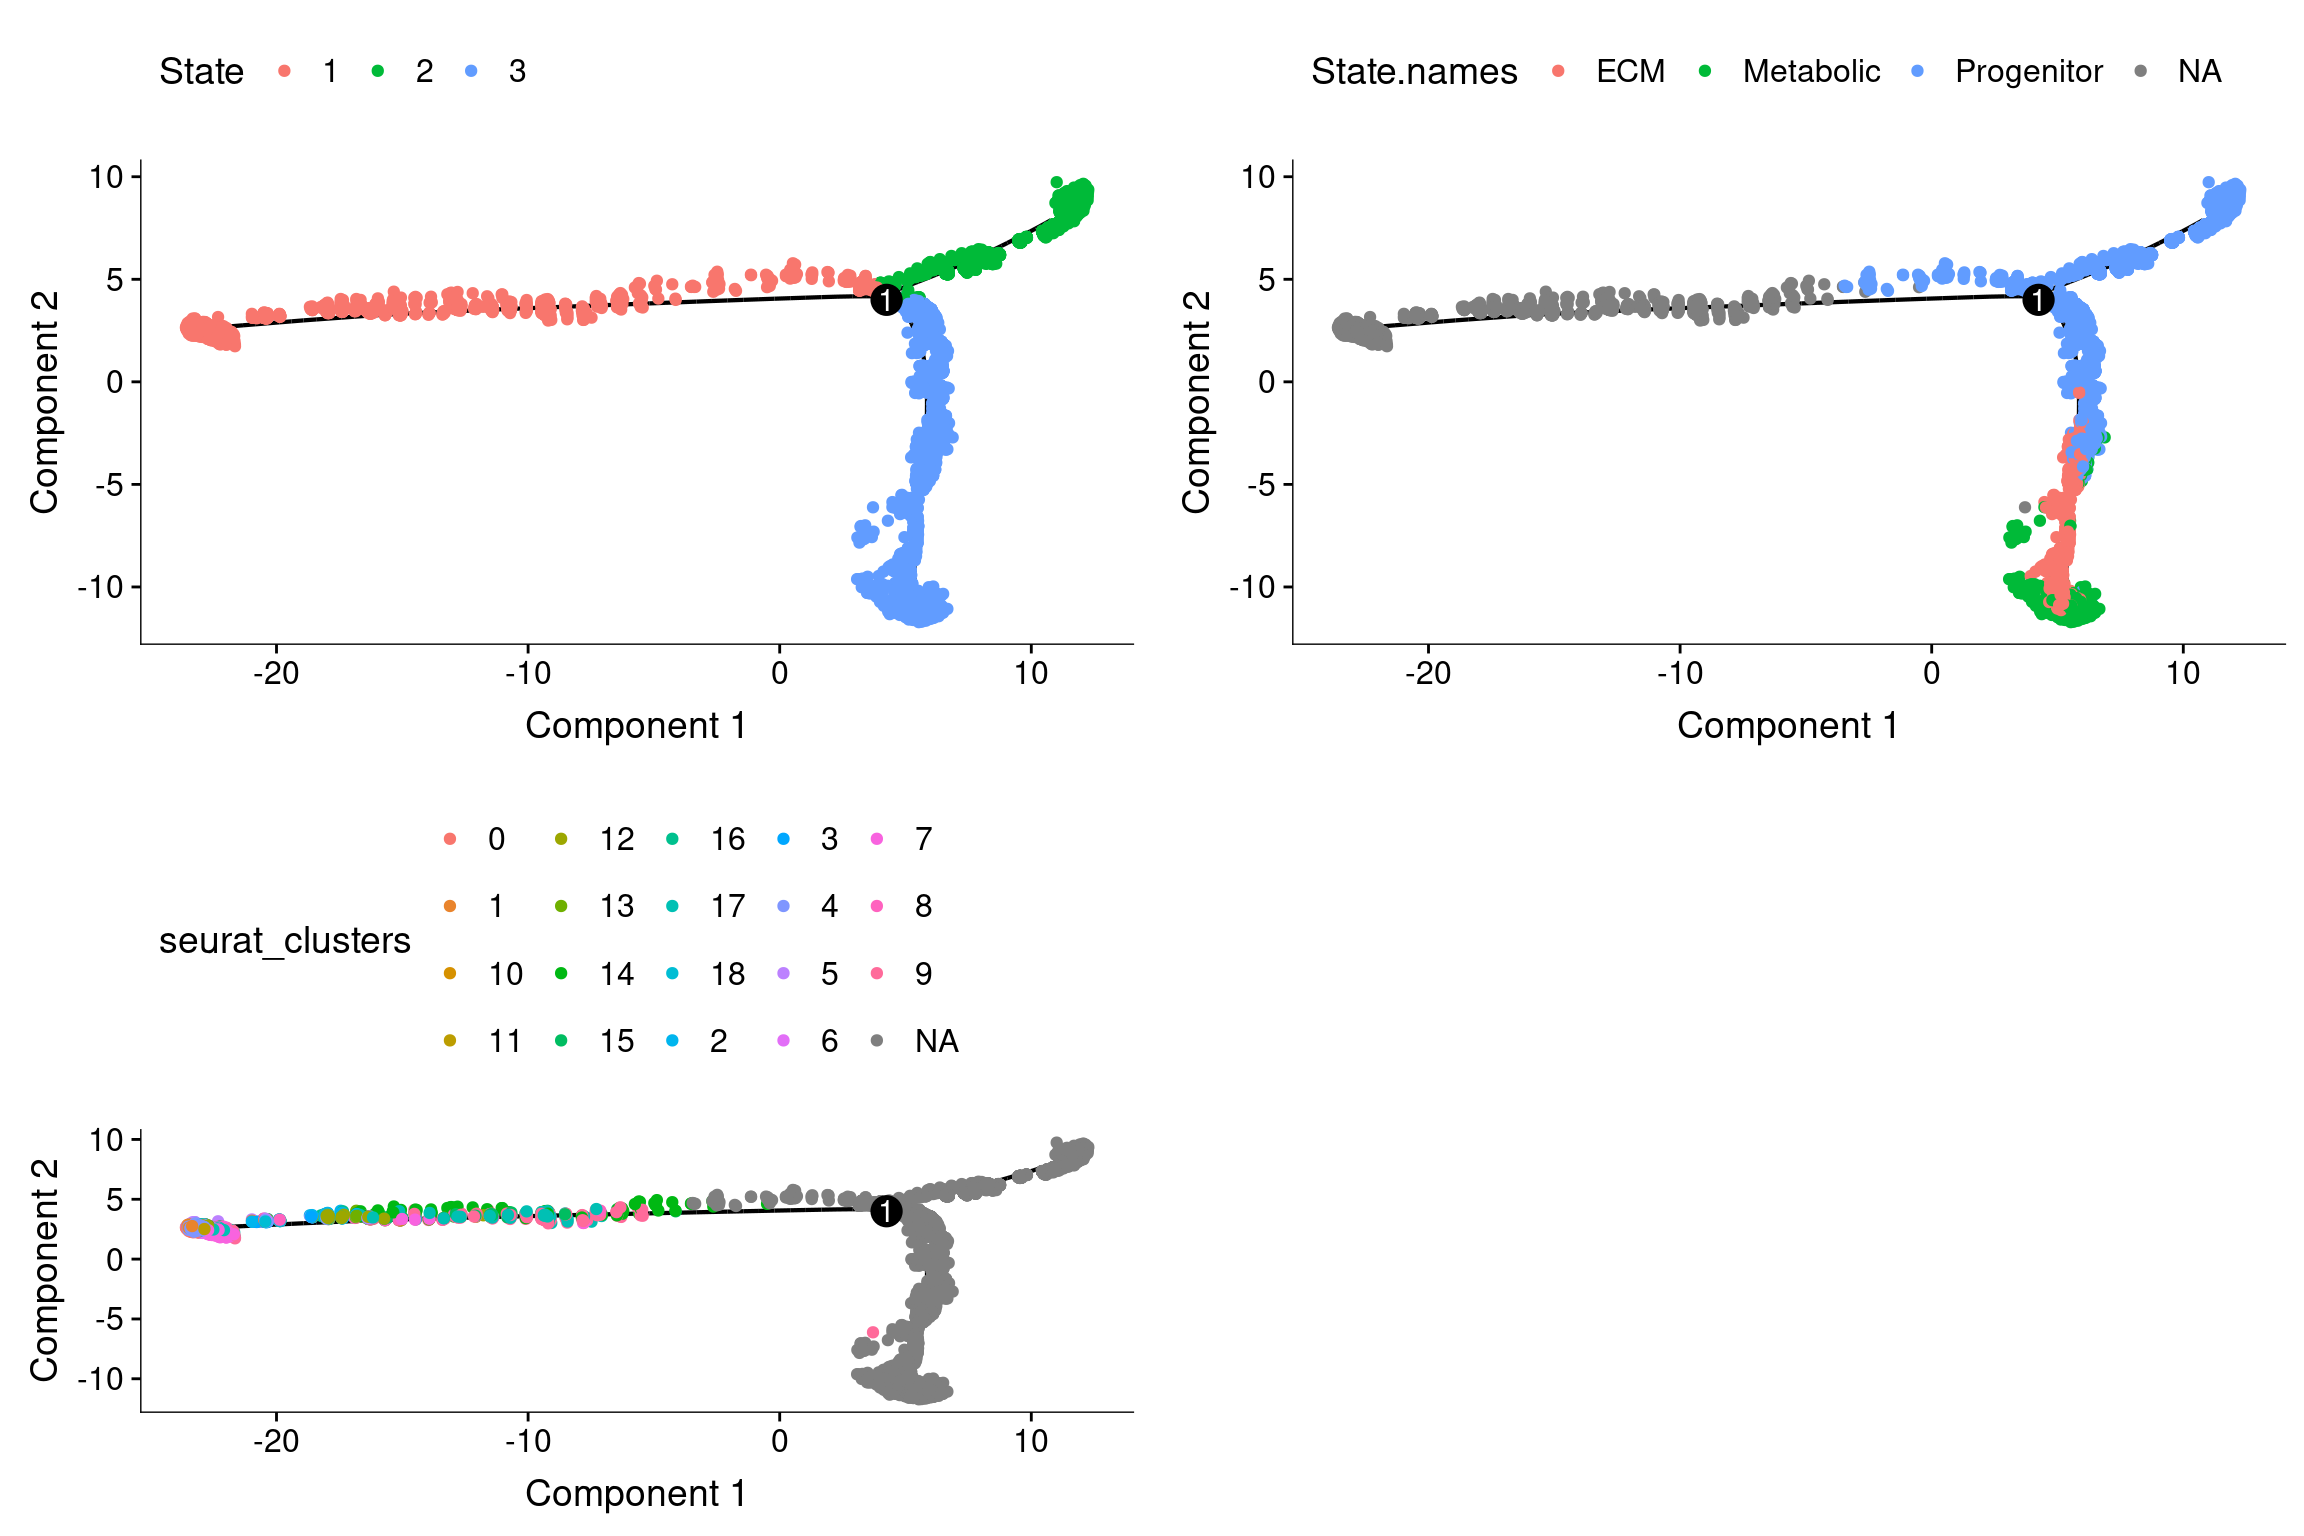 State 1 2 3
10
5
0
-5
-10
Component 2
1
-20 -10 0 10
Component 1
State.names ECM Metabolic Progenitor NA
10
5
0
-5
-10
Component 2
1
-20 -10 0 10
Component 1
seurat_clusters
0 12 16 3 7
1 13 17 4 8
10 14 18 5 9
11 15 2 6 NA
10
5
0
-5
-10
Component 2
1
-20 -10 0 10
Component 1